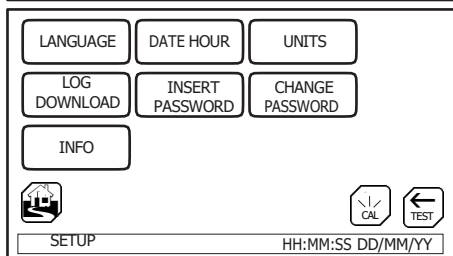 LANGUAGE DATE HOUR UNITS
LOG DOWNLOAD INSERT PASSWORD CHANGE PASSWORD
INFO
CAL TEST
SETUP HH:MM:SS DD/MM/YY